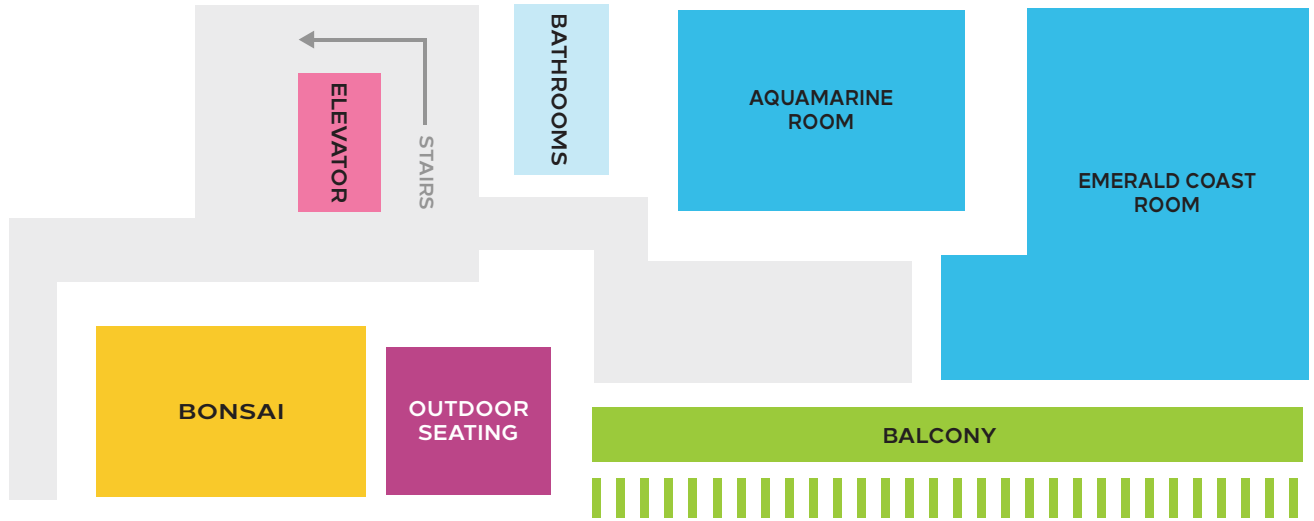 ELEVATOR
STAIRS
BATHROOMS
AQUAMARINE
ROOM
EMERALD COAST
ROOM
BONSAI
OUTDOOR
SEATING
BALCONY